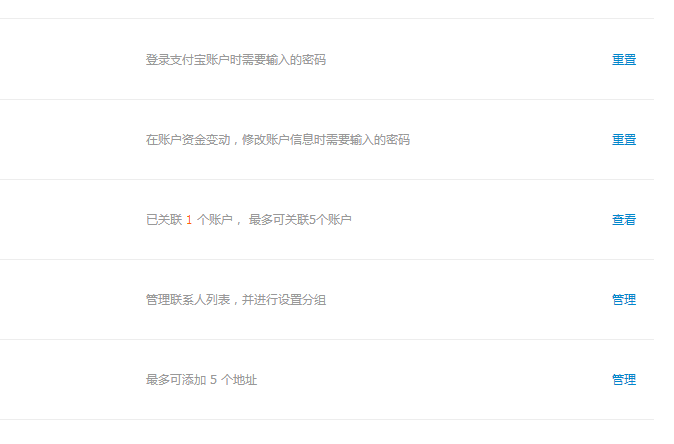 登录支付宝账户时需要输入的密码 重置
在账户资金变动，修改账户信息时需要输入的密码 重置
已关联 1 个账户， 最多可关联5个账户 查看
管理联系人列表，并进行设置分组 管理
最多可添加 5 个地址 管理